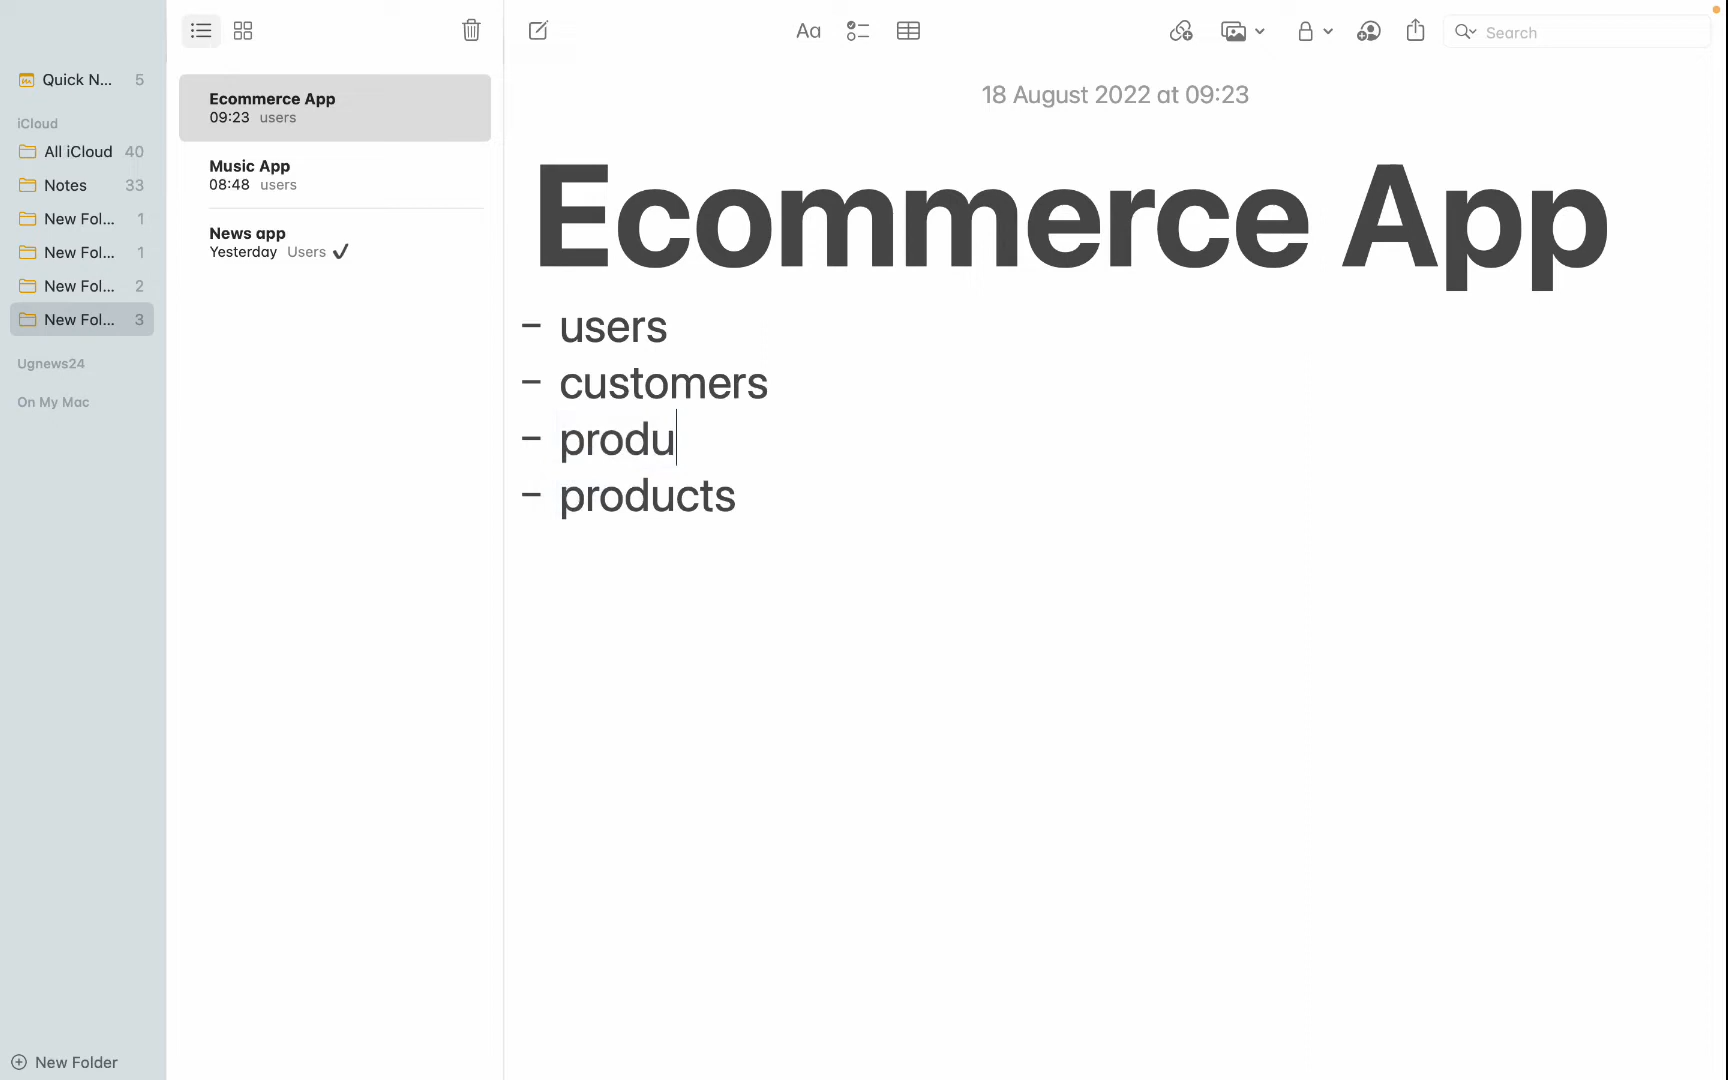 Quick N... 5
iCloud
All iCloud 40
Notes 33
New Fol... 1
New Fol... 1
New Fol... 2
New Fol... 3
Ugnews24
On My Mac
New Folder
Ecommerce App
09:23 users
Music App
08:48 users
News app
Yesterday Users ✓
Aa
Search
18 August 2022 at 09:23
Ecommerce App
– users
– customers
– produ
– products